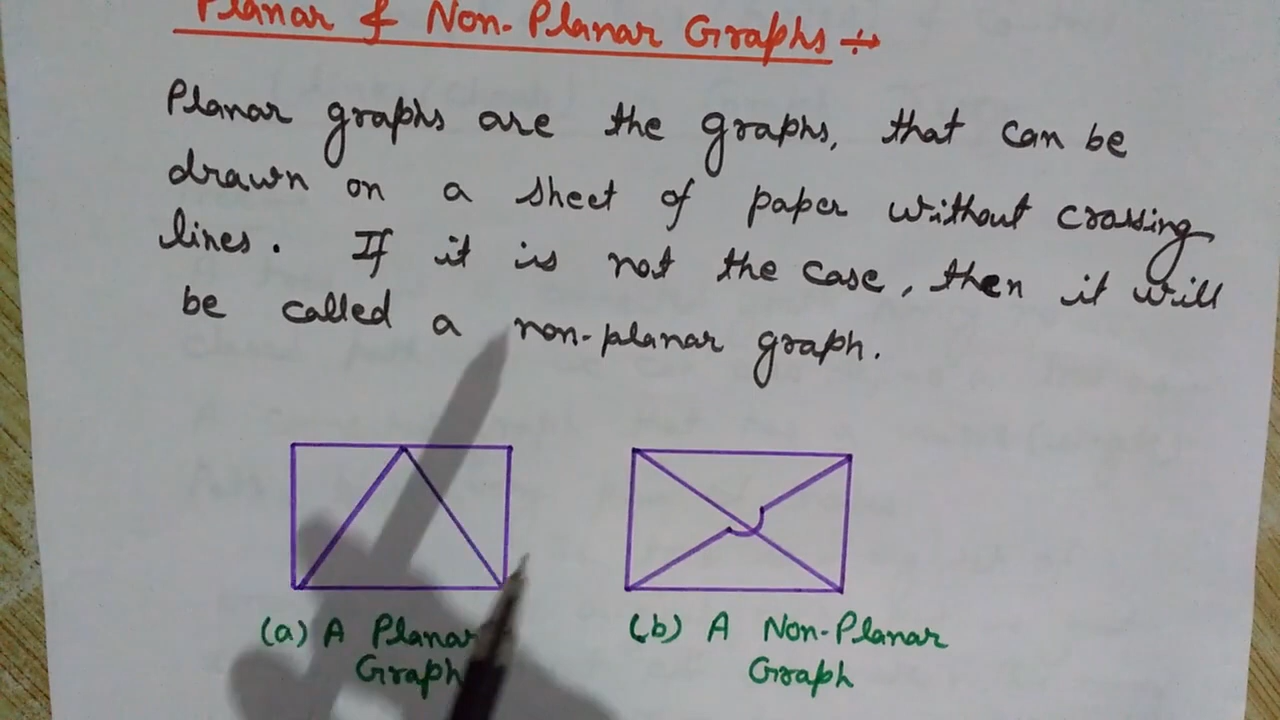 Planar & Non-Planar Graphs ÷
Planar graphs are the graphs, that can be
drawn on a sheet of paper without crossing
lines. If it is not the case, then it will
be called a non-planar graph.
(a) A Planar Graph
(b) A Non-Planar Graph